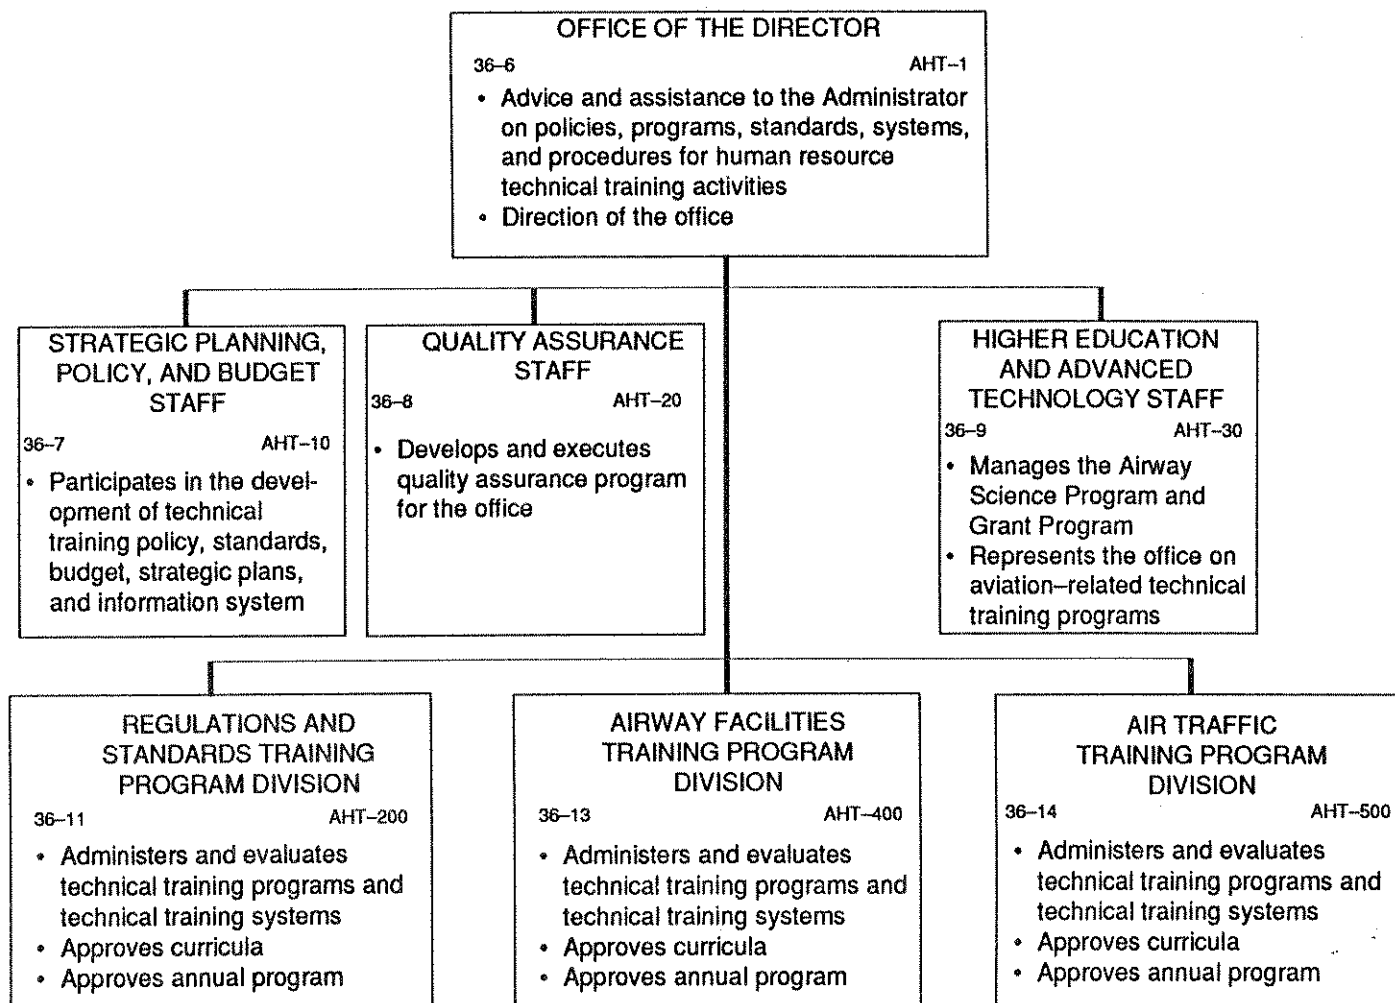 OFFICE OF THE DIRECTOR
36–6 AHT–1
• Advice and assistance to the Administrator
on policies, programs, standards, systems,
and procedures for human resource
technical training activities
• Direction of the office
STRATEGIC PLANNING,
POLICY, AND BUDGET
STAFF
36–7 AHT–10
• Participates in the devel-
opment of technical
training policy, standards,
budget, strategic plans,
and information system
QUALITY ASSURANCE
STAFF
36–8 AHT–20
• Develops and executes
quality assurance program
for the office
HIGHER EDUCATION
AND ADVANCED
TECHNOLOGY STAFF
36–9 AHT–30
• Manages the Airway
Science Program and
Grant Program
• Represents the office on
aviation–related technical
training programs
REGULATIONS AND
STANDARDS TRAINING
PROGRAM DIVISION
36–11 AHT–200
• Administers and evaluates
technical training programs and
technical training systems
• Approves curricula
• Approves annual program
AIRWAY FACILITIES
TRAINING PROGRAM
DIVISION
36–13 AHT–400
• Administers and evaluates
technical training programs and
technical training systems
• Approves curricula
• Approves annual program
AIR TRAFFIC
TRAINING PROGRAM
DIVISION
36–14 AHT–500
• Administers and evaluates
technical training programs and
technical training systems
• Approves curricula
• Approves annual program